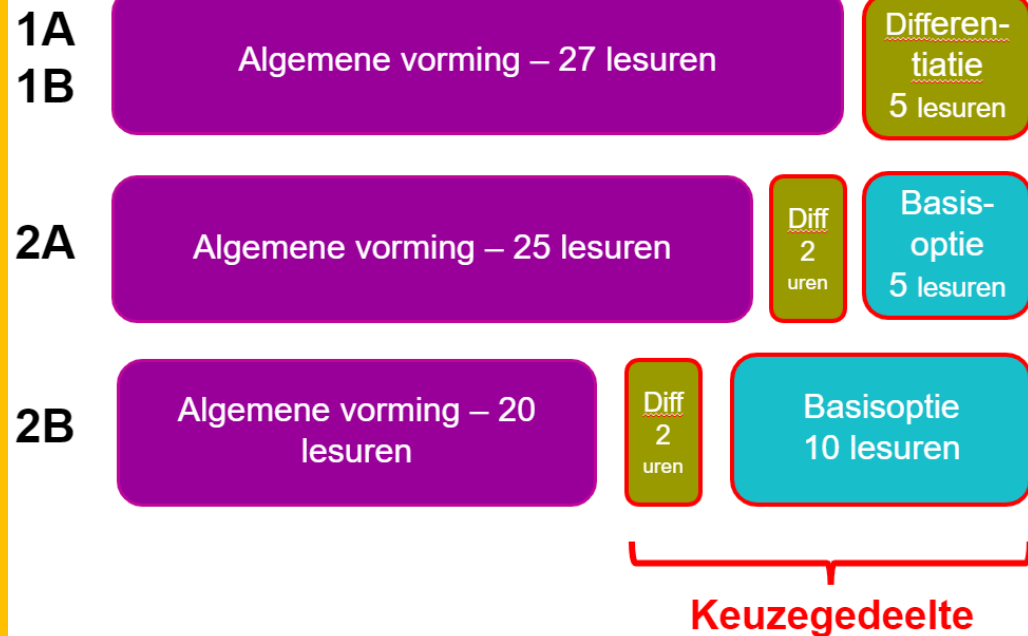 1A
1B
Algemene vorming – 27 lesuren
Differen-
tiatie
5 lesuren
2A
Algemene vorming – 25 lesuren
Diff
2
uren
Basis-
optie
5 lesuren
2B
Algemene vorming – 20
lesuren
Diff
2
uren
Basisoptie
10 lesuren
Keuzegedeelte